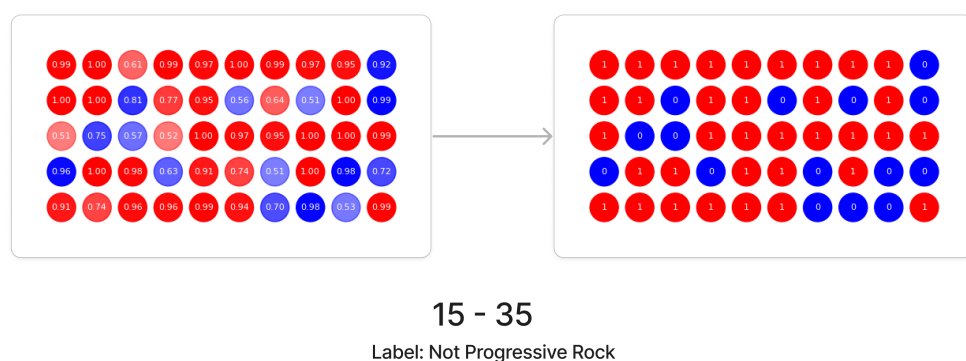 0.99 1.00 0.61 0.99 0.97 1.00 0.99 0.97 0.95 0.92
1.00 1.00 0.81 0.77 0.95 0.56 0.64 0.51 1.00 0.99
0.51 0.75 0.57 0.52 1.00 0.97 0.95 1.00 1.00 0.99
0.96 1.00 0.98 0.63 0.91 0.74 0.51 1.00 0.98 0.72
0.91 0.74 0.96 0.96 0.99 0.94 0.70 0.98 0.53 0.99
1 1 1 1 1 1 1 1 1 0
1 1 0 1 1 0 1 0 1 0
1 0 0 1 1 1 1 1 1 1
0 1 1 0 1 1 0 1 0 0
1 1 1 1 1 1 0 0 0 1
15 - 35
Label: Not Progressive Rock